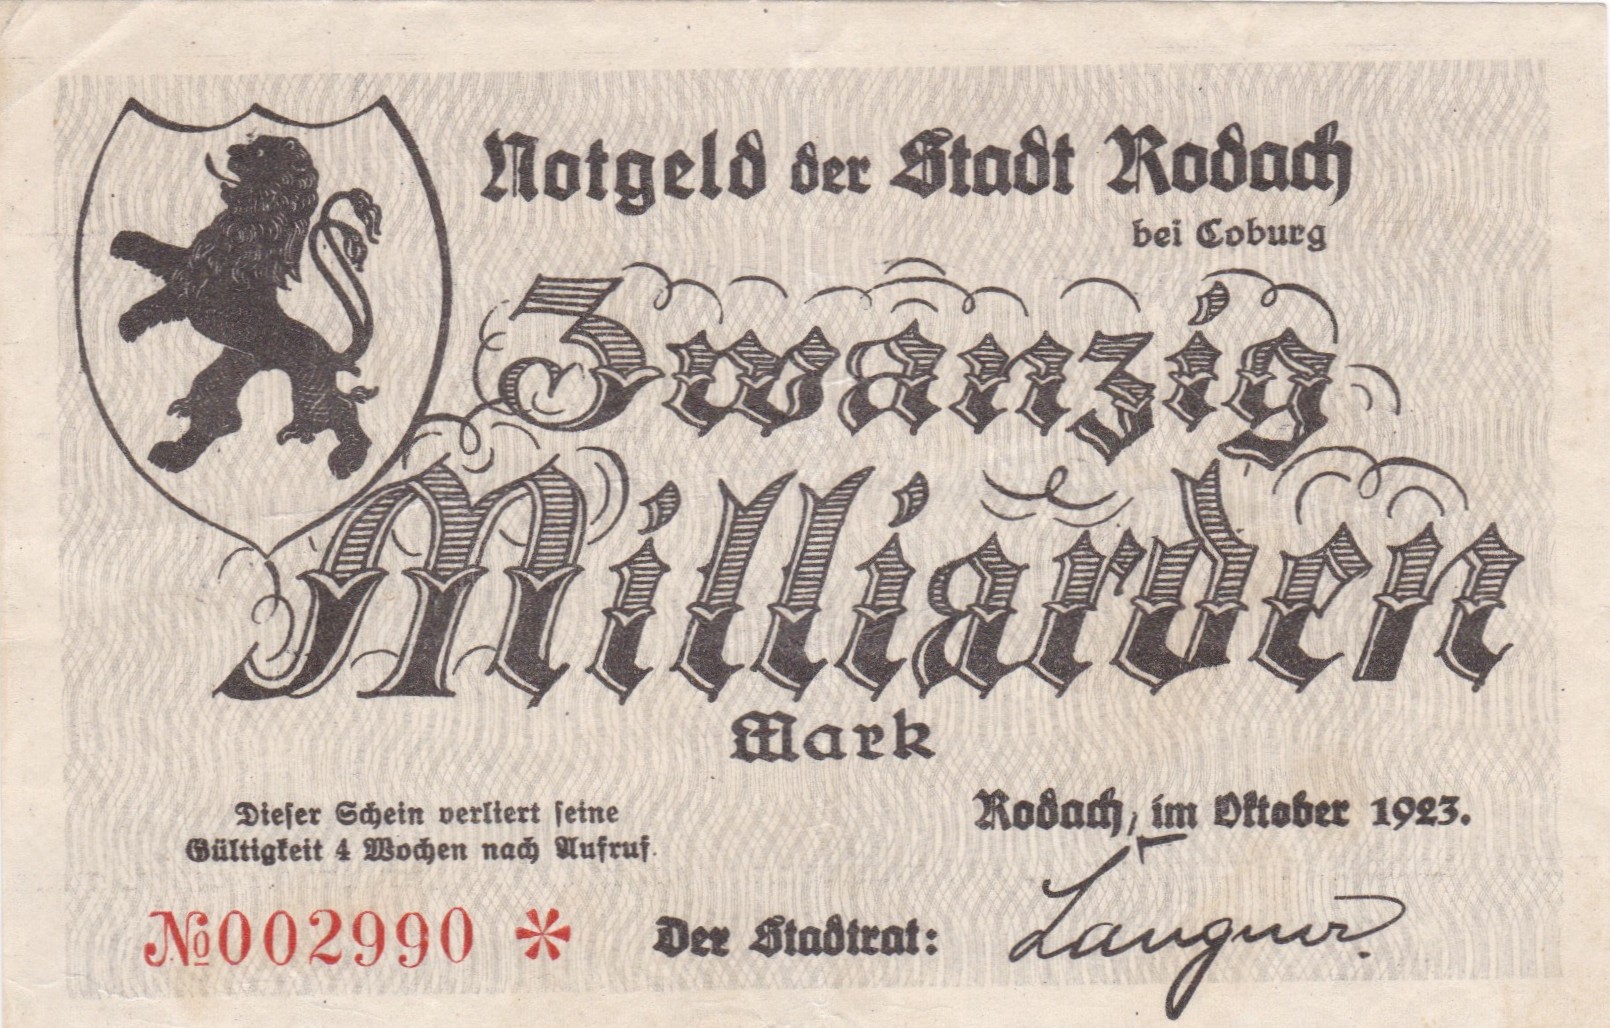 Notgeld der Stadt Rodach
bei Coburg
Zwanzig
Milliarden
Mark
Dieser Schein verliert seine
Gültigkeit 4 Wochen nach Aufruf.
Rodach, im Oktober 1923.
№002990 *
Der Stadtrat: